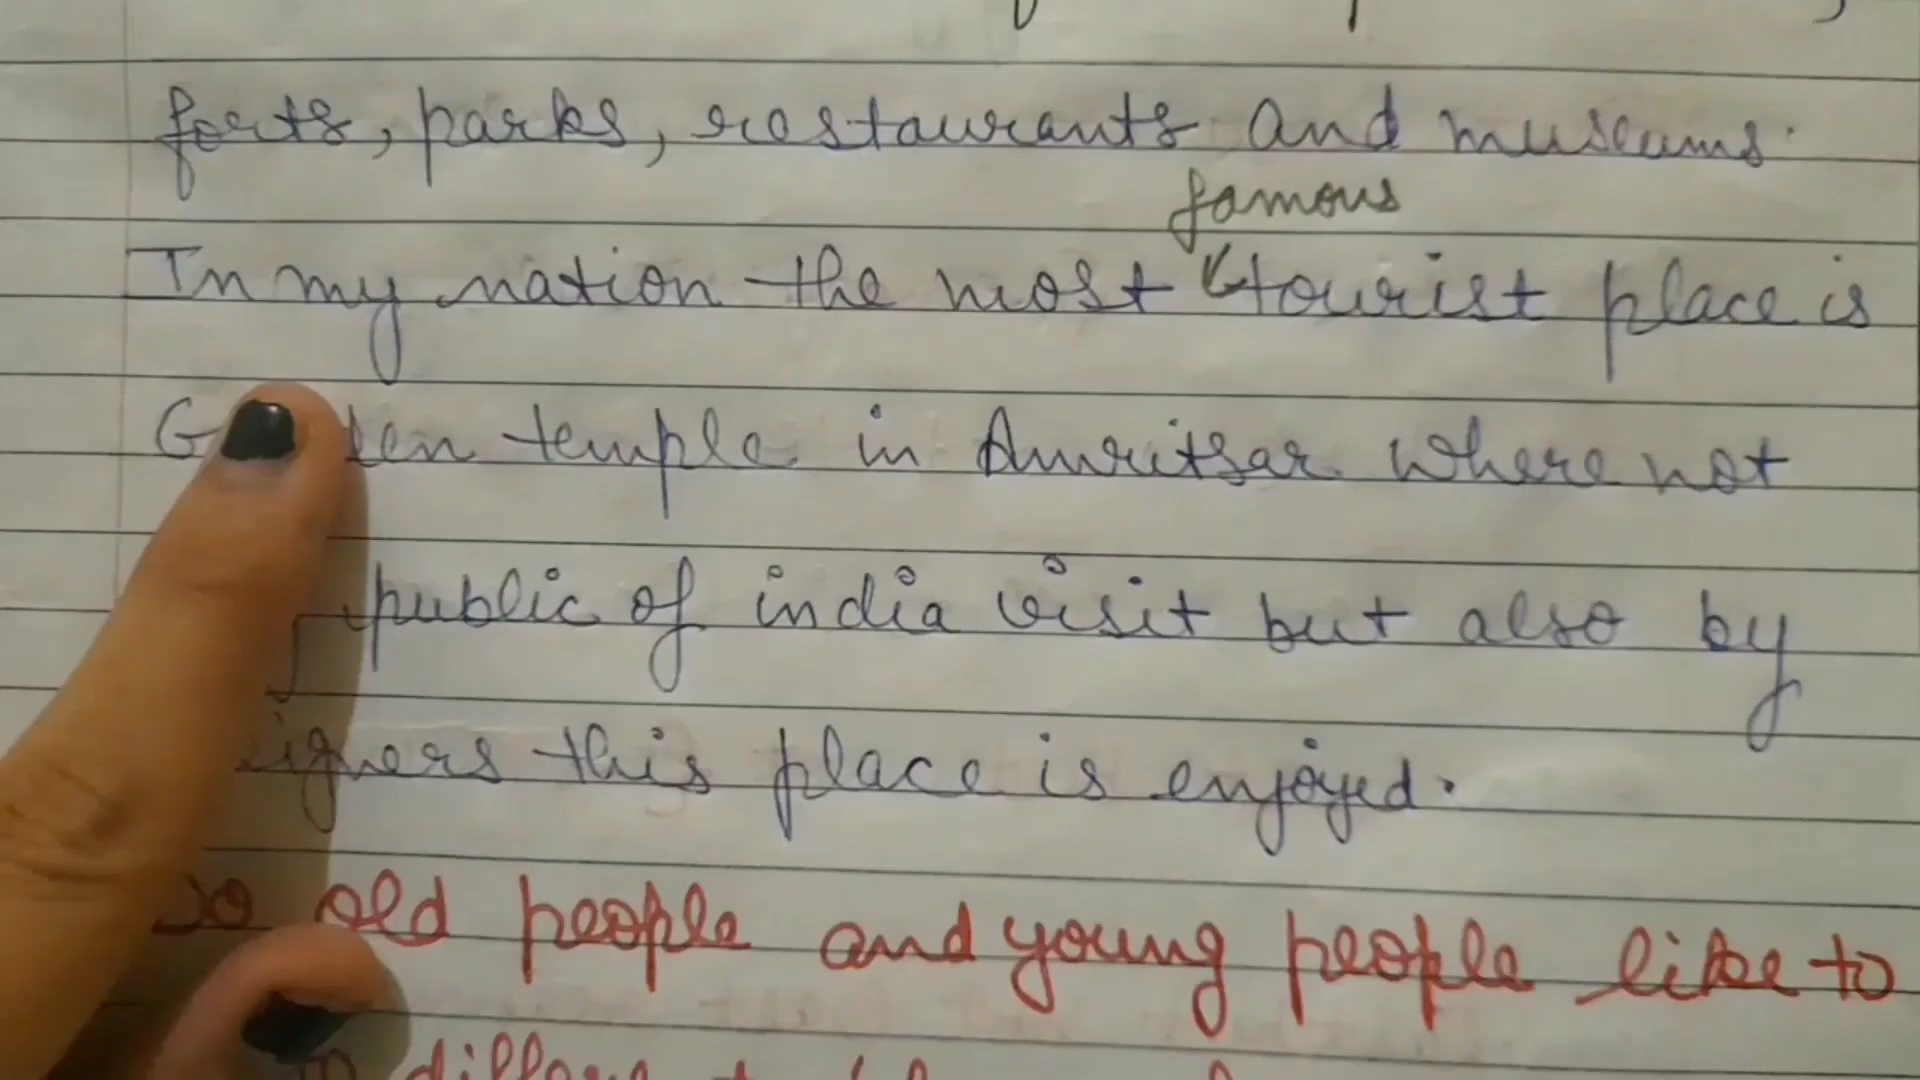 forts, parks, restaurants and museums.
famous
In my nation the most tourist place is
temple in Amritsar where not
public of india visit but also by
this place is enjoyed.
old people and young people like to